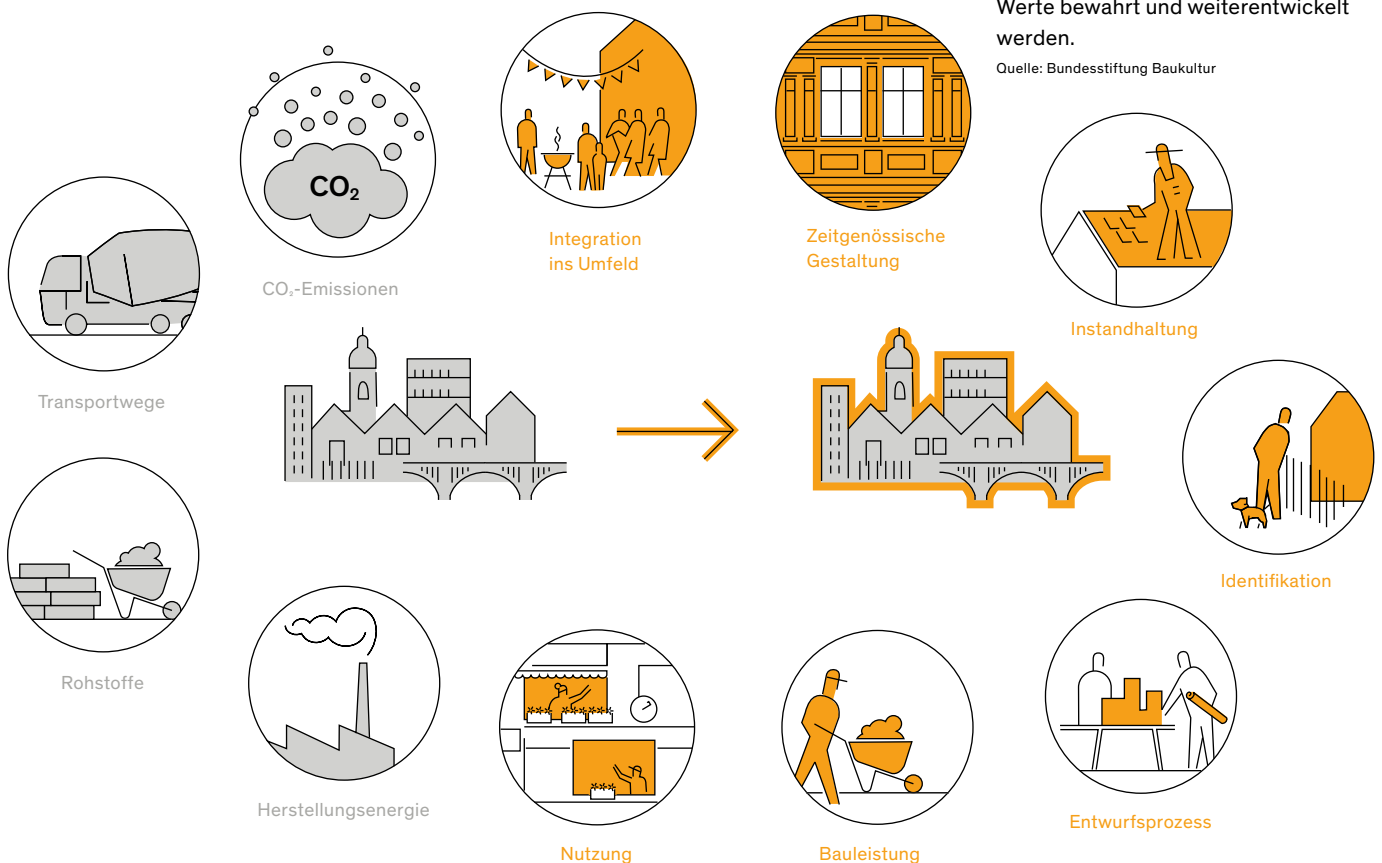 Werte bewahrt und weiterentwickelt
werden.
Quelle: Bundesstiftung Baukultur
CO₂
Integration
ins Umfeld
Zeitgenössische
Gestaltung
CO₂-Emissionen
Instandhaltung
Transportwege
Identifikation
Rohstoffe
Herstellungsenergie
Entwurfsprozess
Nutzung
Bauleistung